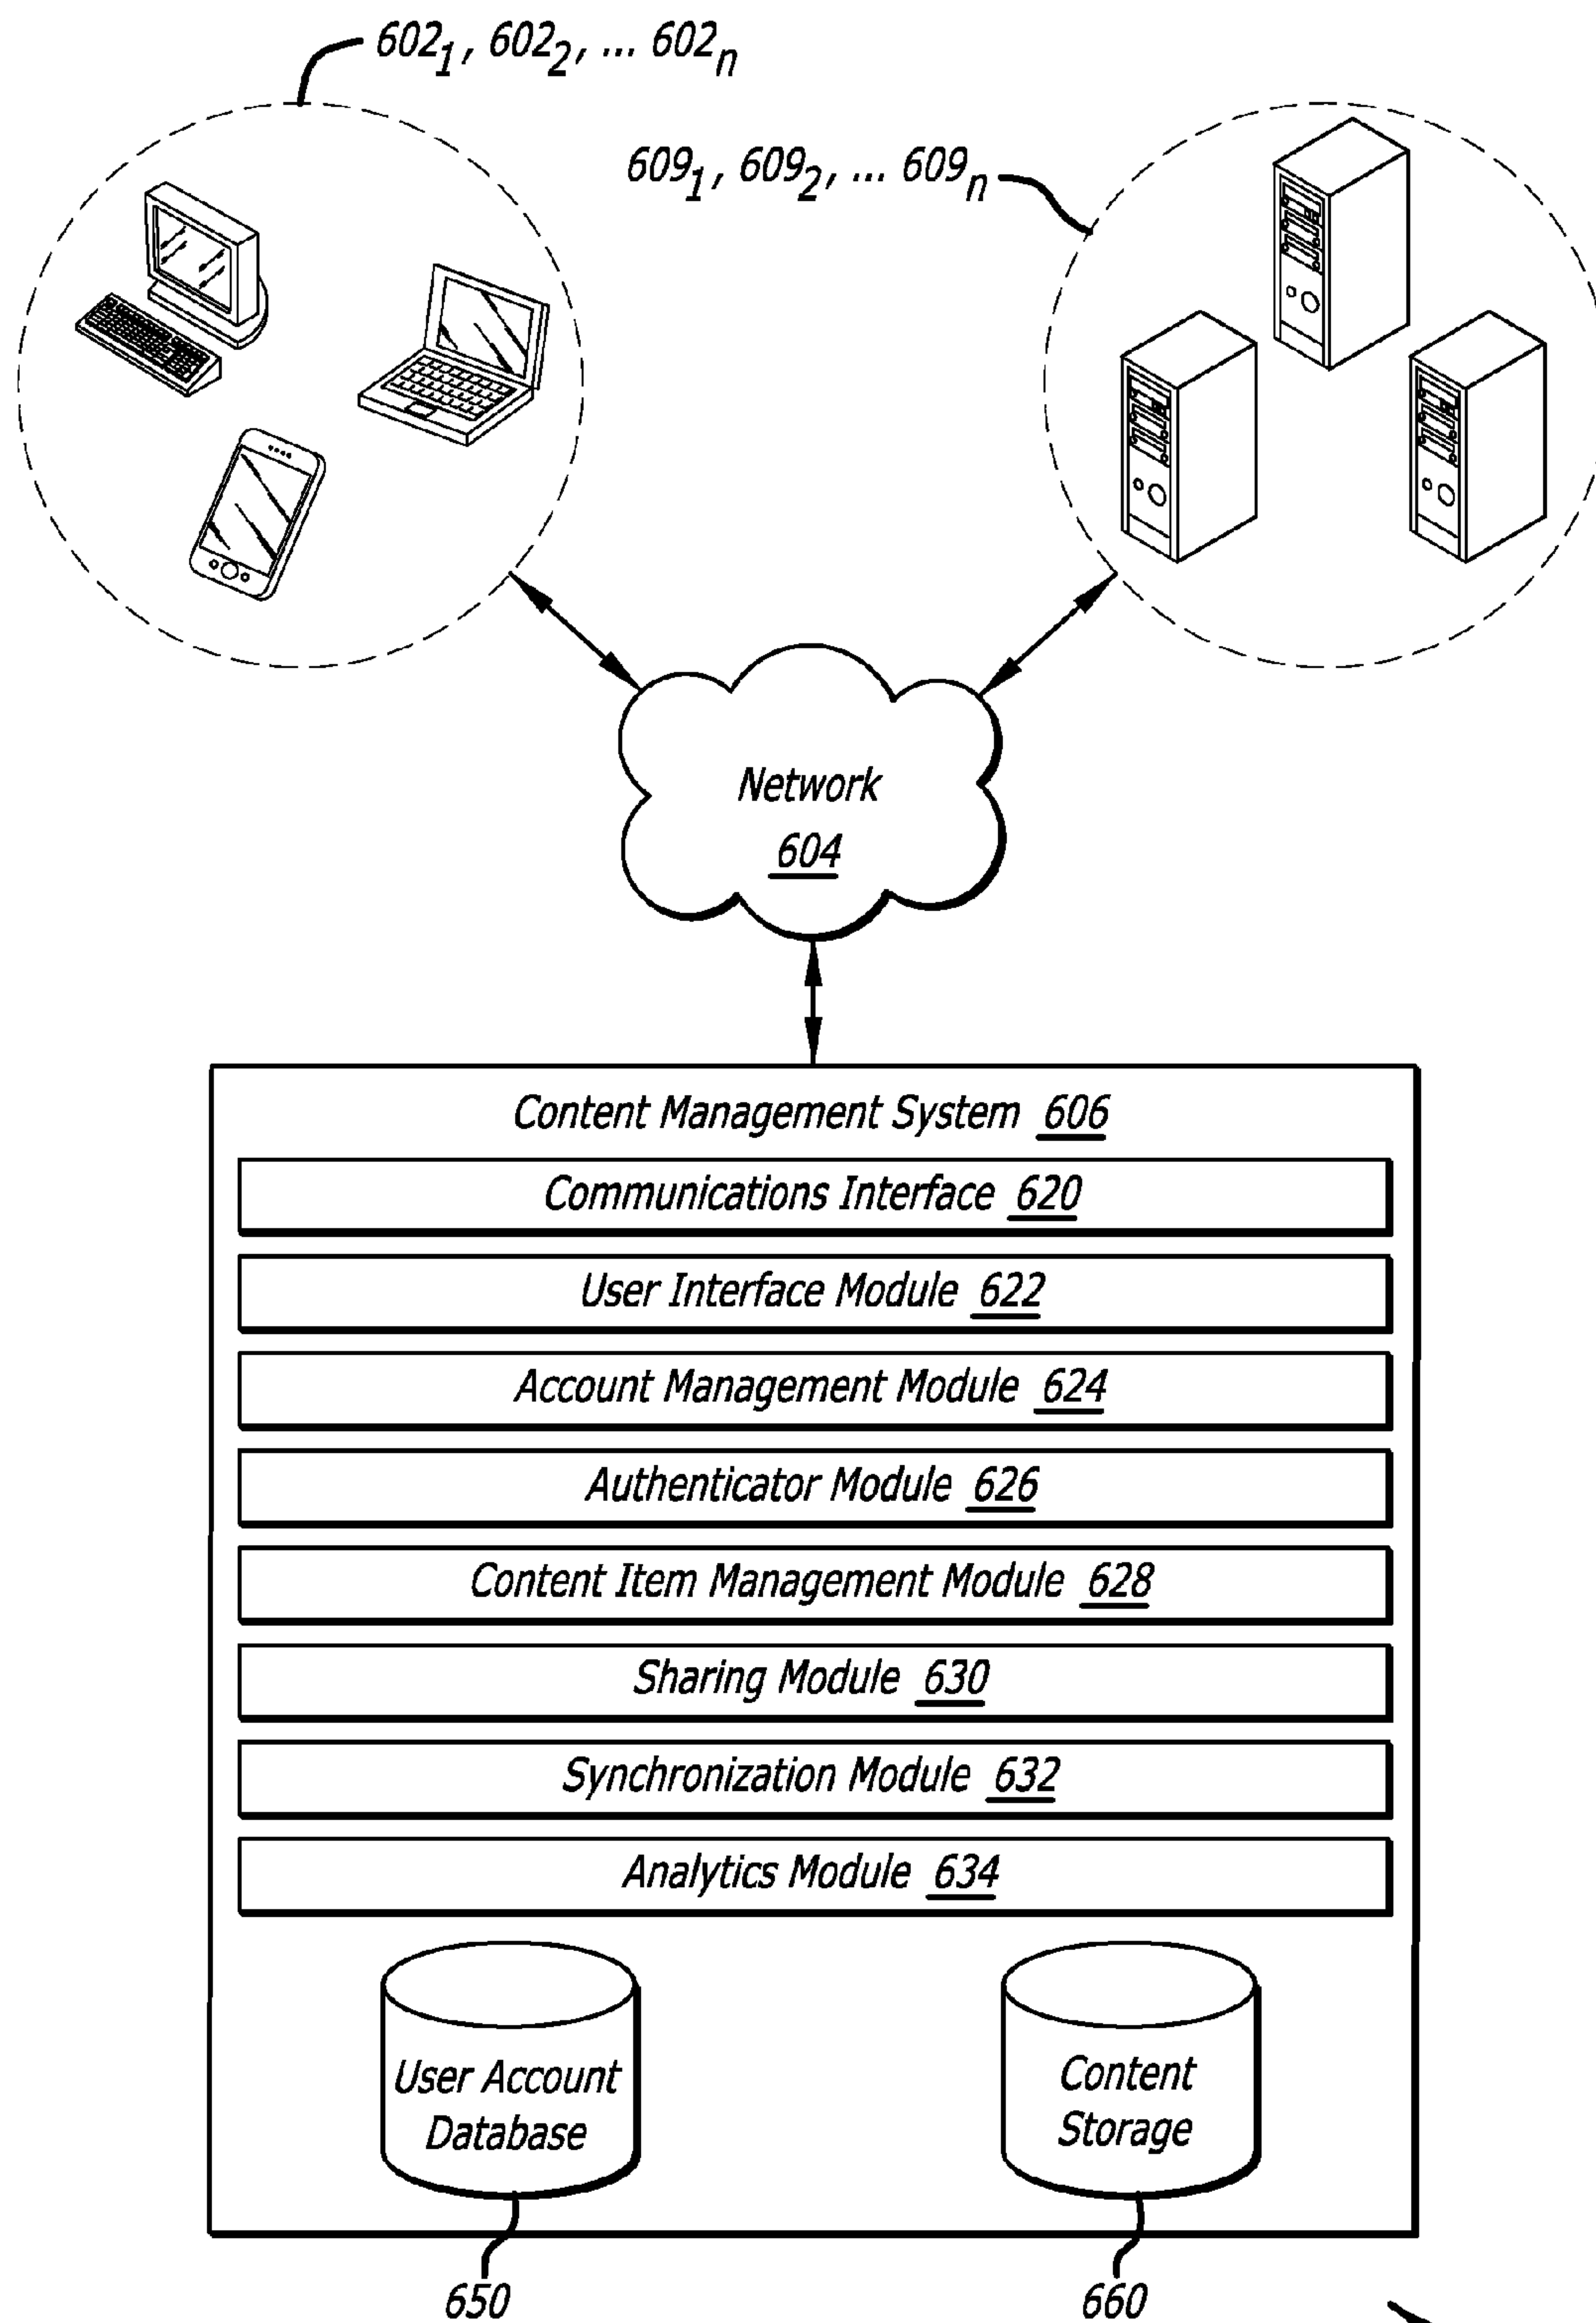 602₁, 602₂, ... 602ₙ
609₁, 609₂, ... 609ₙ
Network
604
Content Management System 606
Communications Interface 620
User Interface Module 622
Account Management Module 624
Authenticator Module 626
Content Item Management Module 628
Sharing Module 630
Synchronization Module 632
Analytics Module 634
User Account
Database
Content
Storage
650
660